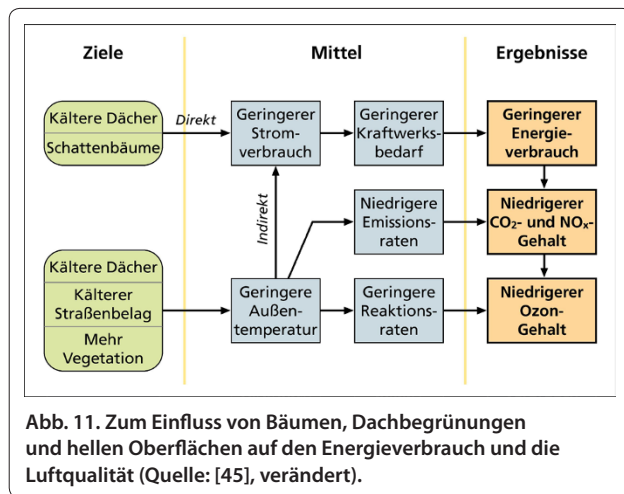 Ziele
Mittel
Ergebnisse
Kältere Dächer
Schattenbäume
Direkt
Geringerer
Strom-
verbrauch
Geringerer
Kraftwerks-
bedarf
Geringerer
Energie-
verbrauch
Indirekt
Niedrigere
Emissions-
raten
Niedrigerer
CO₂- und NOₓ-
Gehalt
Kältere Dächer
Kälterer
Straßenbelag
Mehr
Vegetation
Geringere
Außen-
temperatur
Geringere
Reaktions-
raten
Niedrigerer
Ozon-
Gehalt
Abb. 11. Zum Einfluss von Bäumen, Dachbegrünungen
und hellen Oberflächen auf den Energieverbrauch und die
Luftqualität (Quelle: [45], verändert).